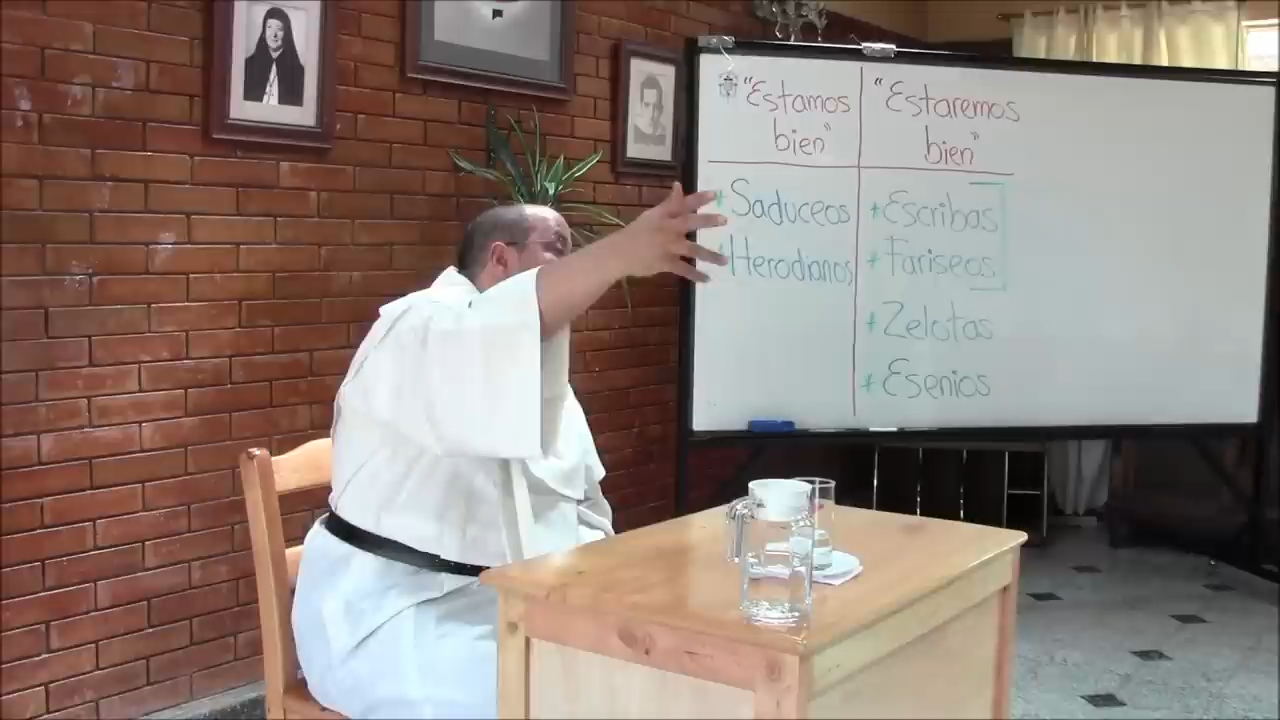 "Estamos
bien"
"Estaremos
bien"
+ Saduceos
+ Herodianos
+ Escribas
+ Fariseos
+ Zelotas
+ Esenios